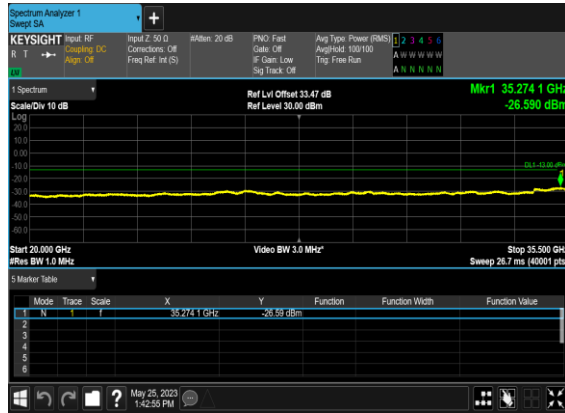 Spectrum Analyzer 1
Swept SA
+
KEYSIGHT Input: RF Input Z: 50 Ω #Atten: 20 dB PNO: Fast Avg Type: Power (RMS) 1 2 3 4 5 6
R T Coupling: DC Corrections: Off Gate: Off Avg|Hold: 100/100 A W W W W W
Align: Off Freq Ref: Int (S) IF Gain: Low Trig: Free Run
Sig Track: Off A N N N N N
1 Spectrum
Scale/Div 10 dB
Ref Lvl Offset 33.47 dB
Ref Level 30.00 dBm
Mkr1 35.274 1 GHz
-26.590 dBm
Log
20.0
10.0
0.00
-10.0
DL1 -13.00 dBm
-20.0
-30.0
-40.0
-50.0
-60.0
Start 20.000 GHz Video BW 3.0 MHz* Stop 35.500 GHz
#Res BW 1.0 MHz Sweep 26.7 ms (40001 pts)
5 Marker Table
Mode Trace Scale X Y Function Function Width Function Value
1 N 1 f 35.274 1 GHz -26.59 dBm
2
3
4
5
6
? May 25, 2023
1:42:55 PM